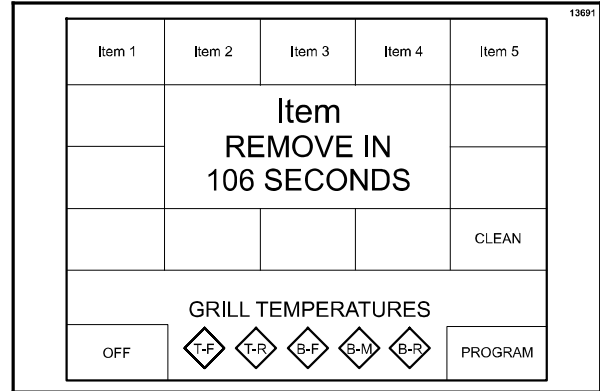 13691
Item 1 Item 2 Item 3 Item 4 Item 5
Item
REMOVE IN
106 SECONDS
CLEAN
GRILL TEMPERATURES
OFF T-F T-R B-F B-M B-R PROGRAM